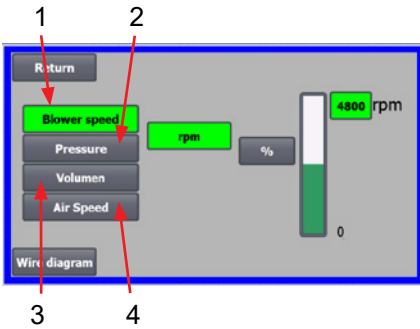 1
2
Return
4800 rpm
Blower speed
rpm
Pressure
%
Volumen
Air Speed
0
Wire diagram
3
4